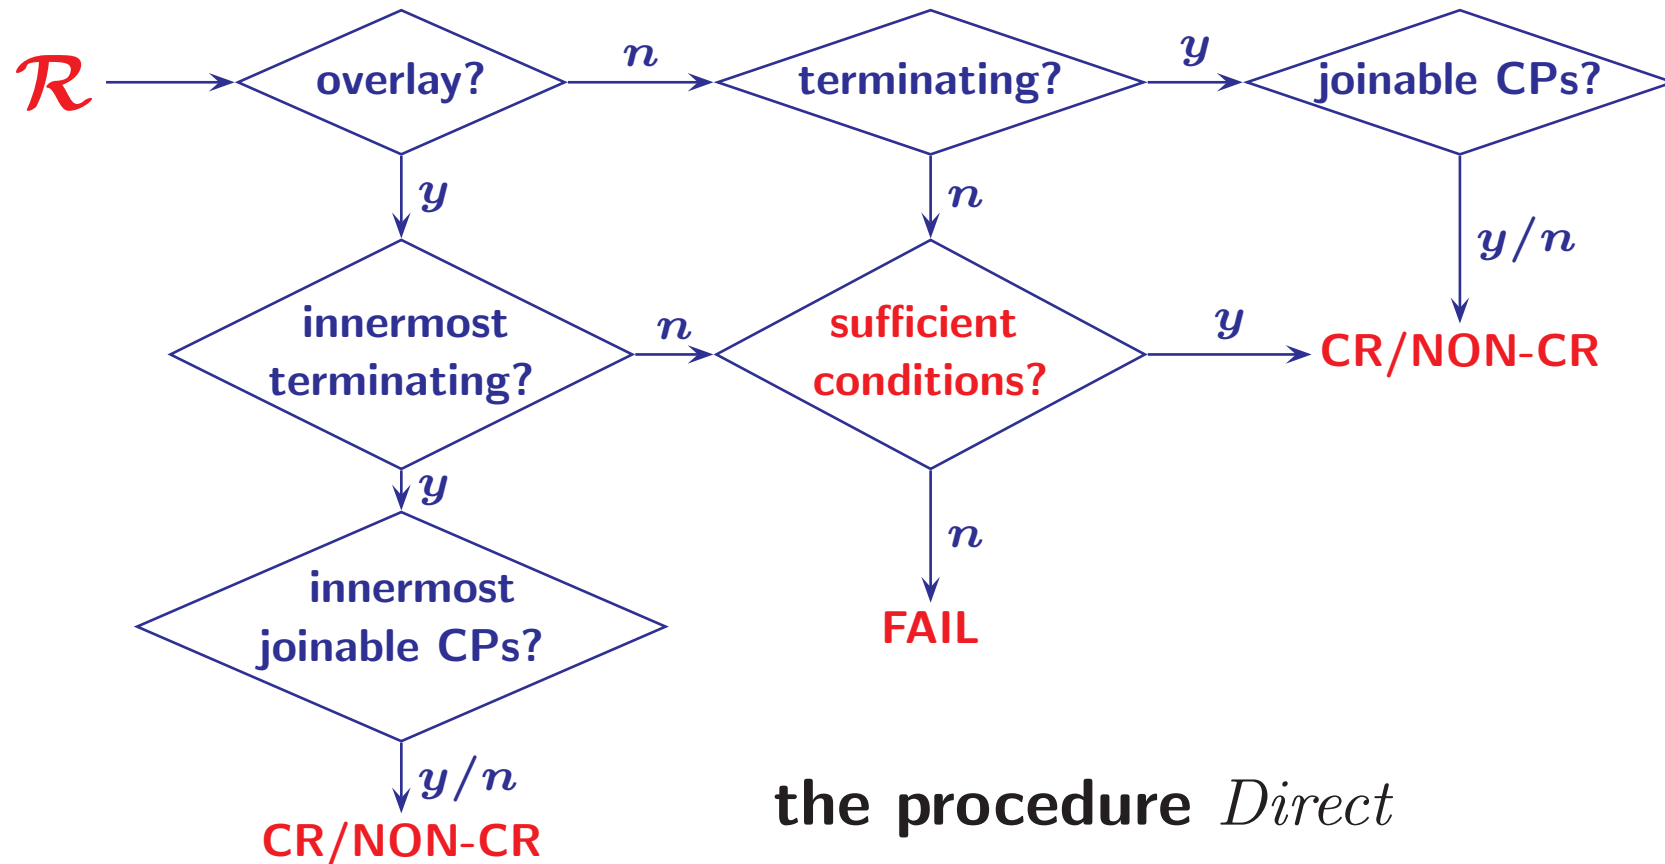 R
overlay?
n
terminating?
y
joinable CPs?
y
n
y/n
innermost
terminating?
n
sufficient
conditions?
y
CR/NON-CR
y
n
innermost
joinable CPs?
FAIL
y/n
CR/NON-CR
the procedure Direct